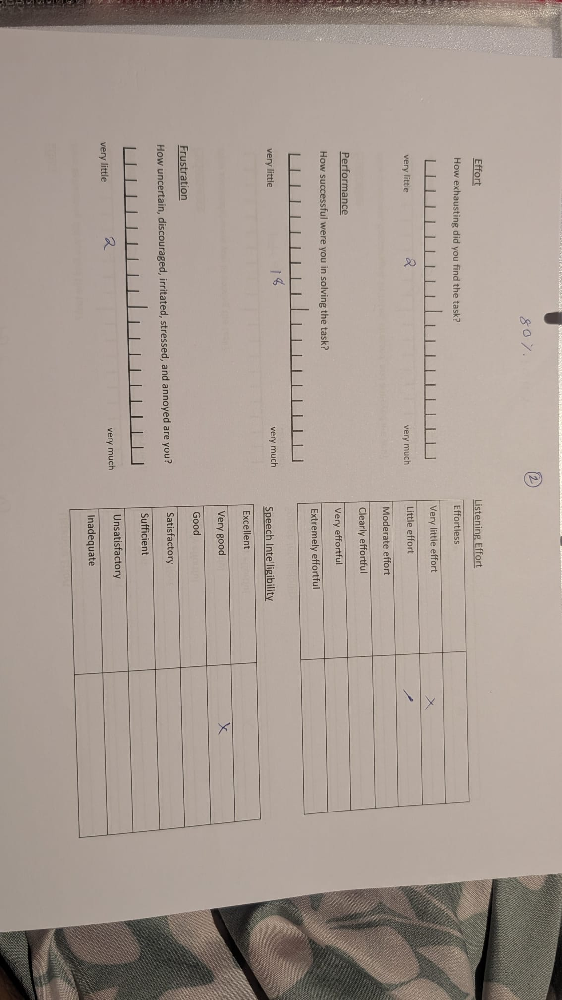 80%.
②
Effort
How exhausting did you find the task?
very little
2
very much
Performance
How successful were you in solving the task?
very little
18
very much
Frustration
How uncertain, discouraged, irritated, stressed, and annoyed are you?
very little
2
very much
Listening Effort
Effortless
Very little effort X
Little effort
Moderate effort
Clearly effortful
Very effortful
Extremely effortful
Speech Intelligibility
Excellent
Very good X
Good
Satisfactory
Sufficient
Unsatisfactory
Inadequate